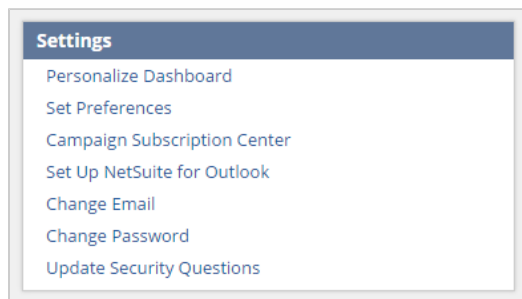 Settings
Personalize Dashboard
Set Preferences
Campaign Subscription Center
Set Up NetSuite for Outlook
Change Email
Change Password
Update Security Questions